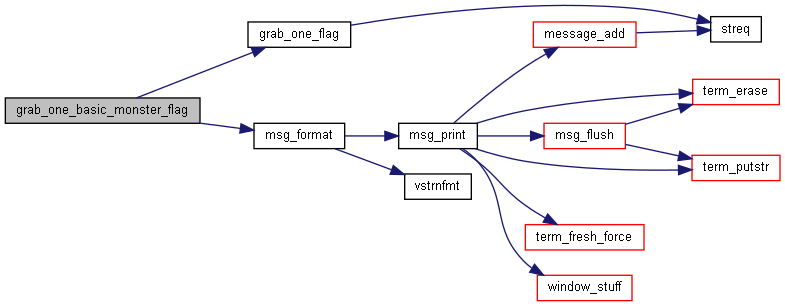 grab_one_basic_monster_flag
grab_one_flag
msg_format
msg_print
vstrnfmt
message_add
msg_flush
term_fresh_force
window_stuff
streq
term_erase
term_putstr